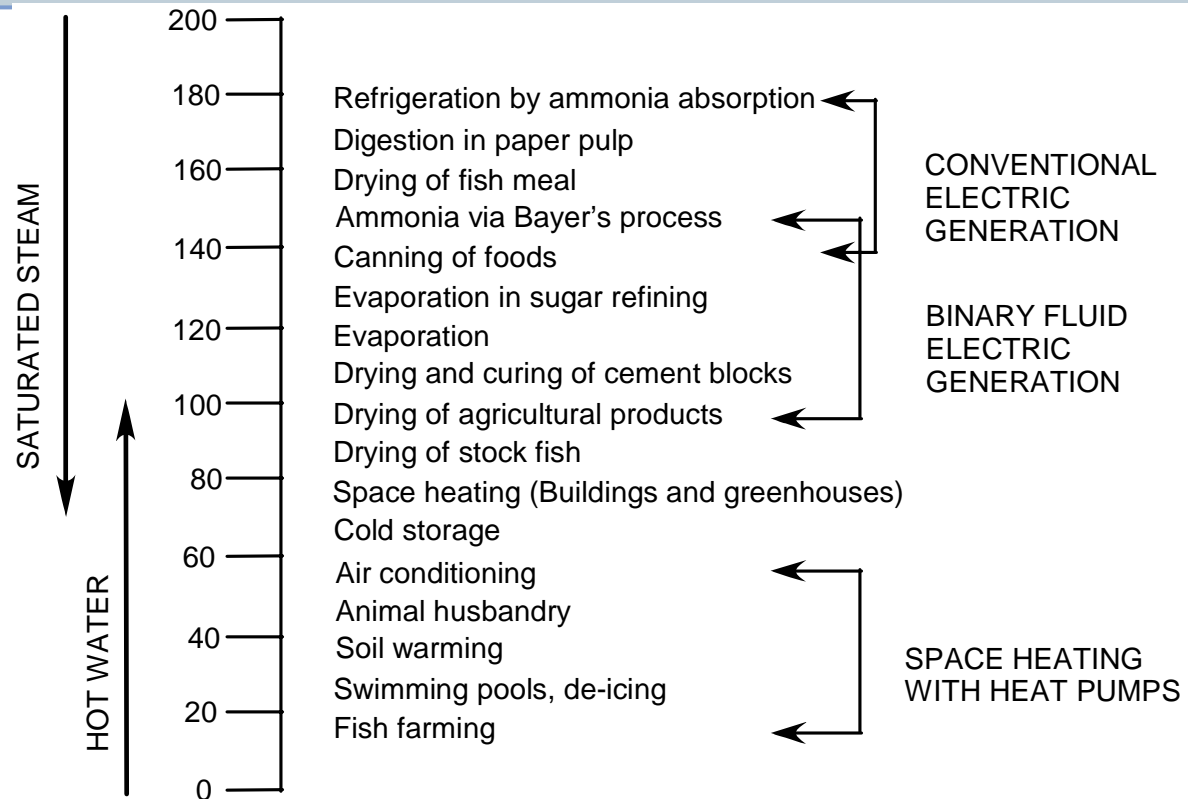 SATURATED STEAM
HOT WATER
200
180
160
140
120
100
80
60
40
20
0
Refrigeration by ammonia absorption
Digestion in paper pulp
Drying of fish meal
Ammonia via Bayer's process
Canning of foods
Evaporation in sugar refining
Evaporation
Drying and curing of cement blocks
Drying of agricultural products
Drying of stock fish
Space heating (Buildings and greenhouses)
Cold storage
Air conditioning
Animal husbandry
Soil warming
Swimming pools, de-icing
Fish farming
CONVENTIONAL
ELECTRIC
GENERATION
BINARY FLUID
ELECTRIC
GENERATION
SPACE HEATING
WITH HEAT PUMPS